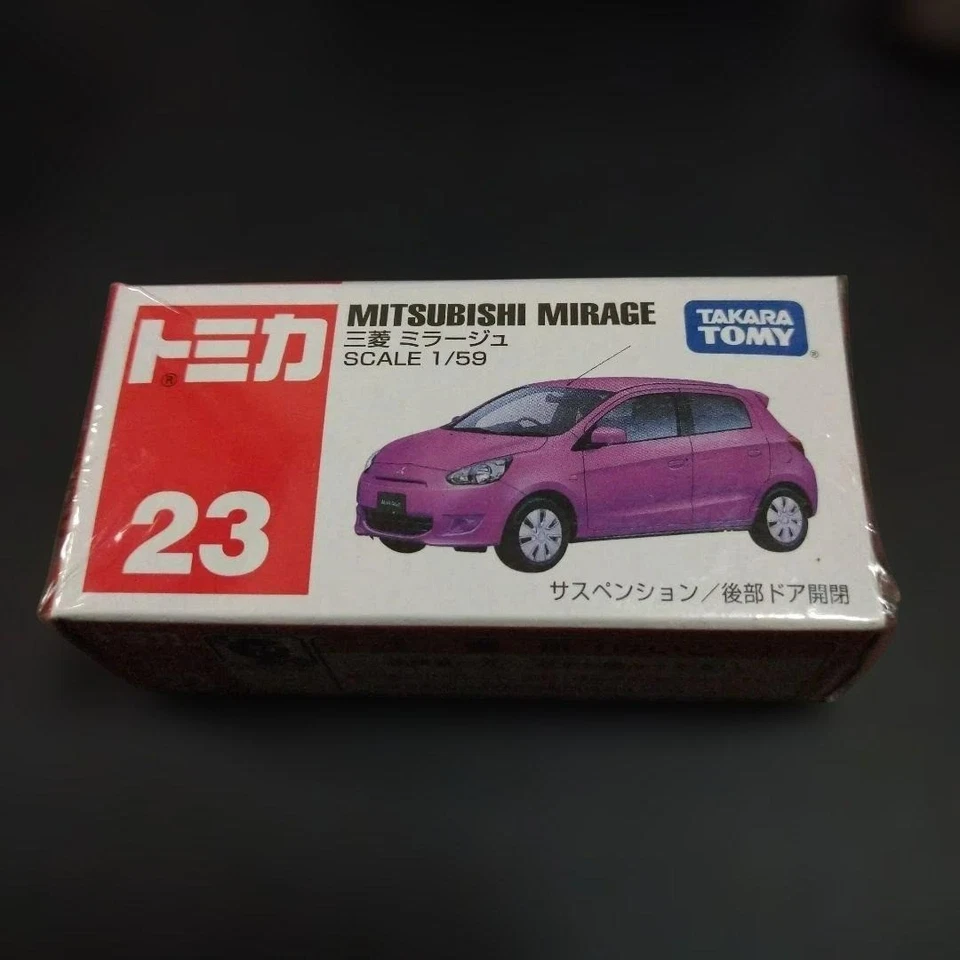 トミカ
®
23
MITSUBISHI MIRAGE
三菱 ミラージュ
SCALE 1/59
TAKARA
TOMY
®
MIRAGE
サスペンション/後部ドア開閉